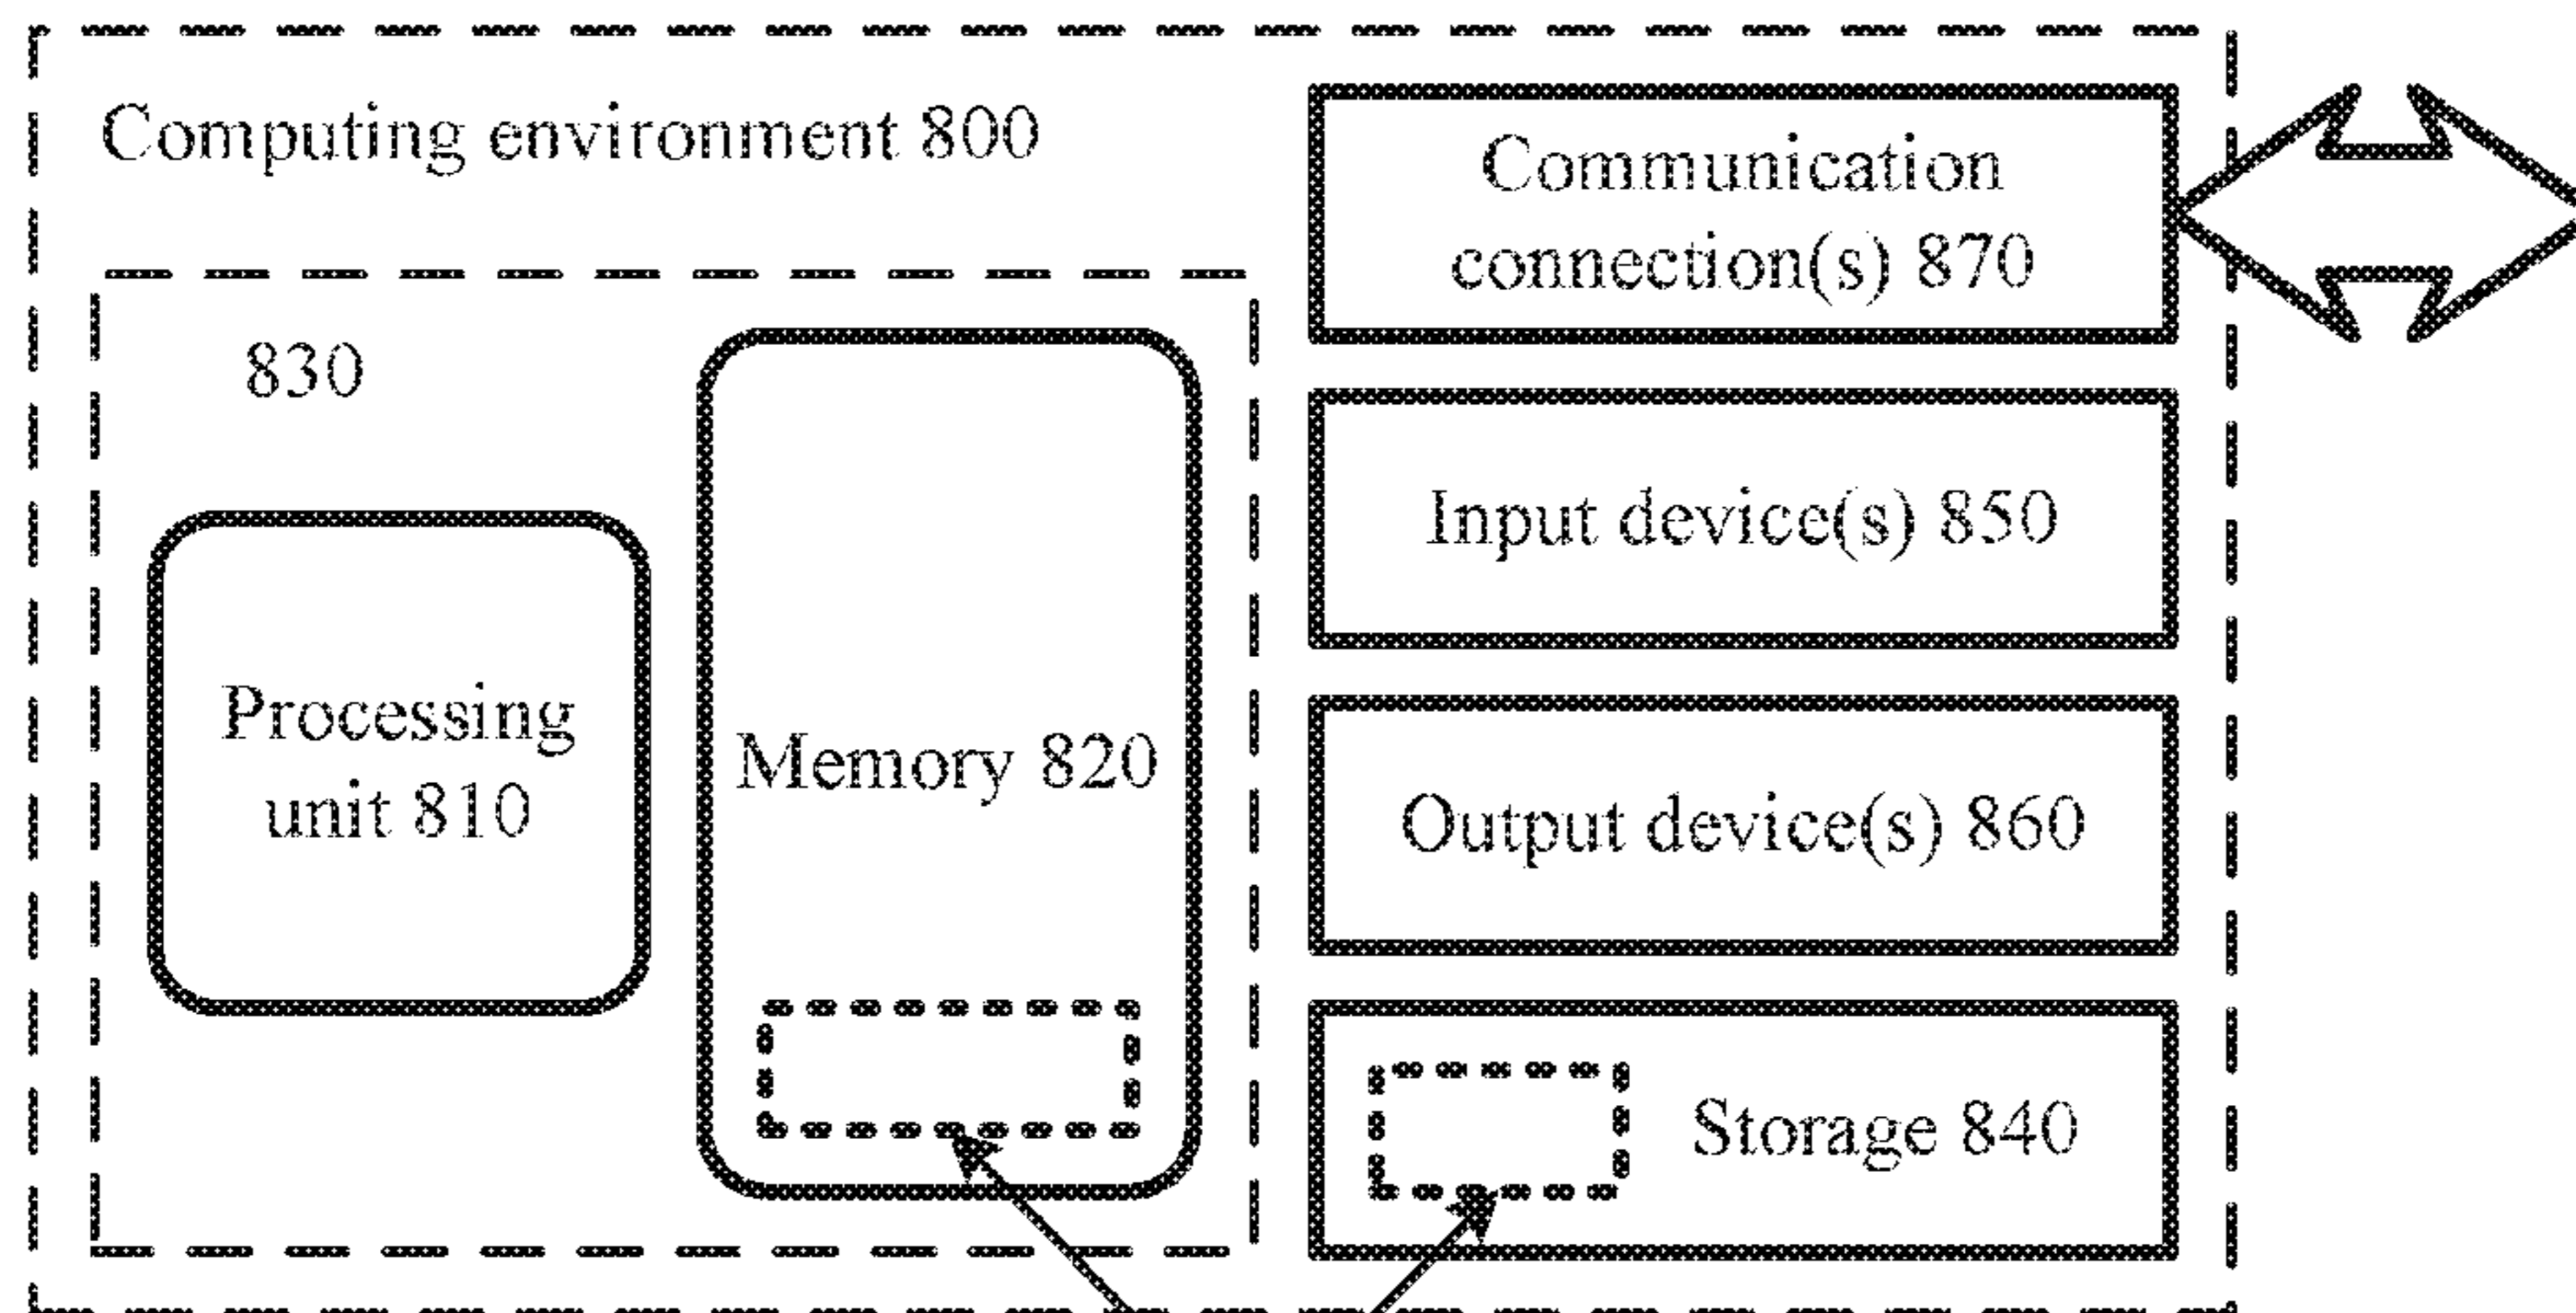 Computing environment 800
830
Processing
unit 810
Memory 820
Communication
connection(s) 870
Input device(s) 850
Output device(s) 860
Storage 840